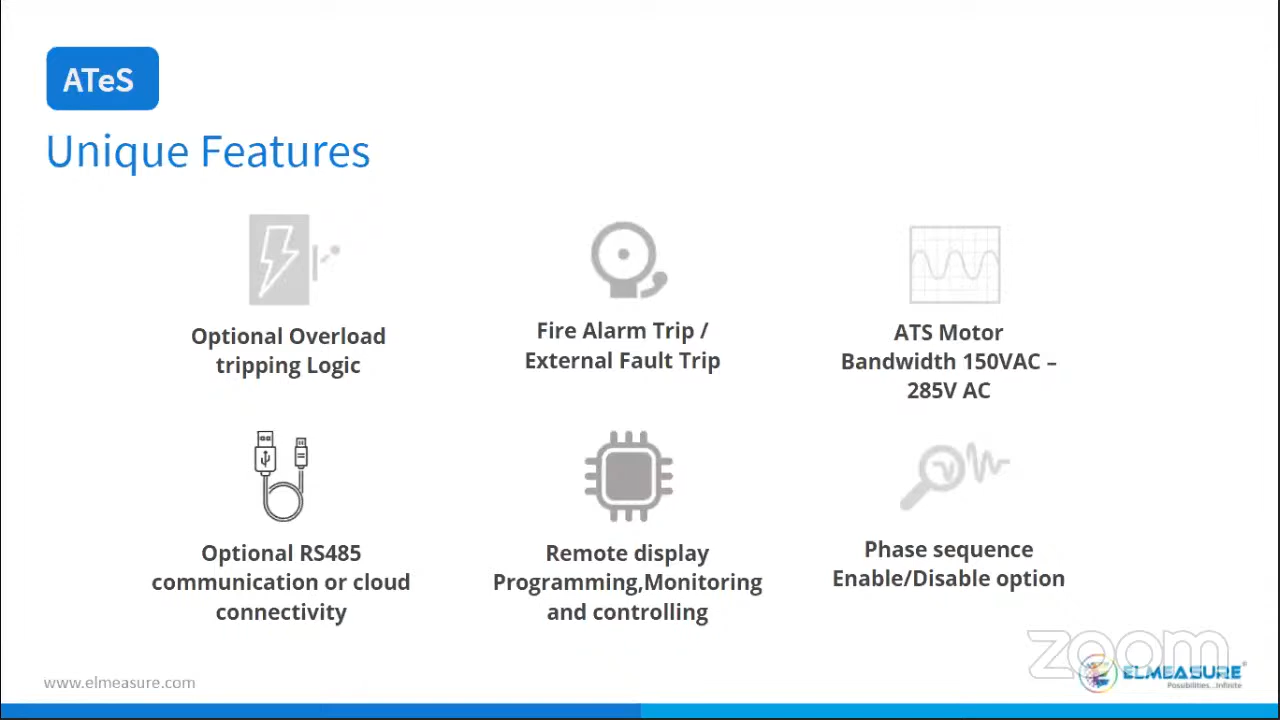 ATeS
Unique Features
Optional Overload
tripping Logic
Fire Alarm Trip /
External Fault Trip
ATS Motor
Bandwidth 150VAC –
285V AC
Optional RS485
communication or cloud
connectivity
Remote display
Programming,Monitoring
and controlling
Phase sequence
Enable/Disable option
zoom
ELMEASURE
Possibilities...Infinite
www.elmeasure.com